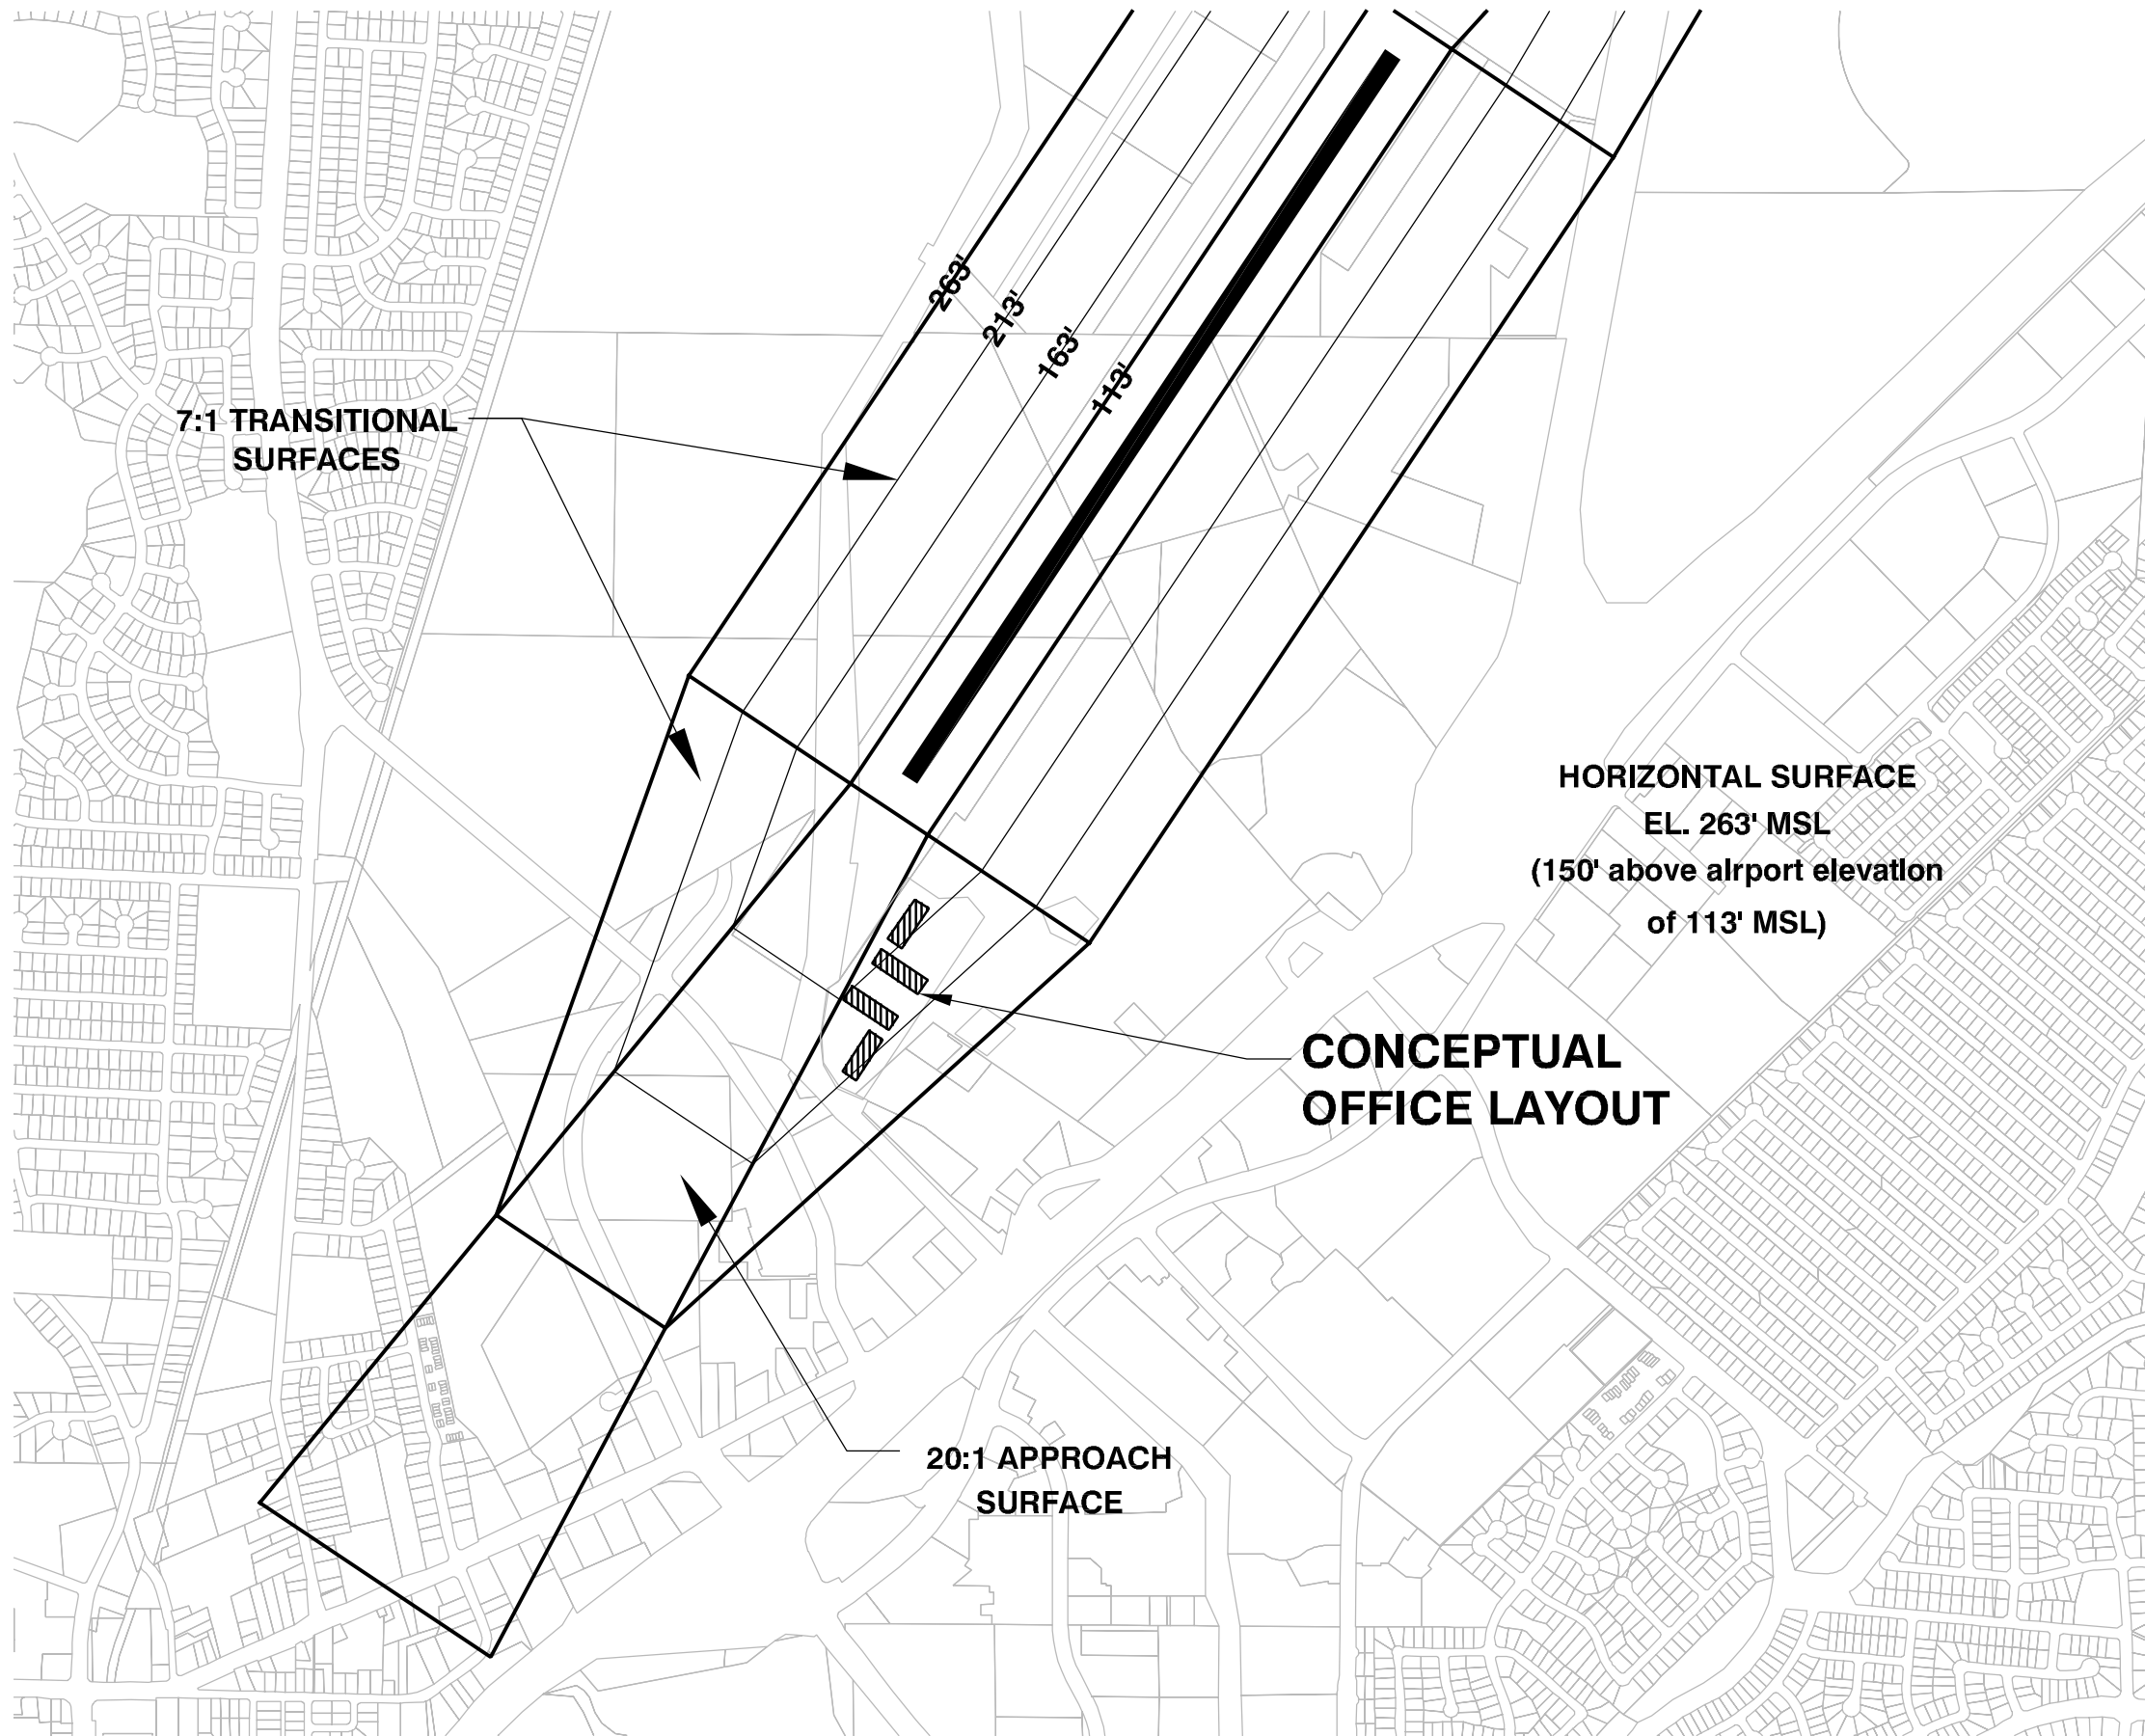 263'
213'
163'
113'
7:1 TRANSITIONAL
SURFACES
HORIZONTAL SURFACE
EL. 263' MSL
(150' above airport elevation
of 113' MSL)
CONCEPTUAL
OFFICE LAYOUT
20:1 APPROACH
SURFACE